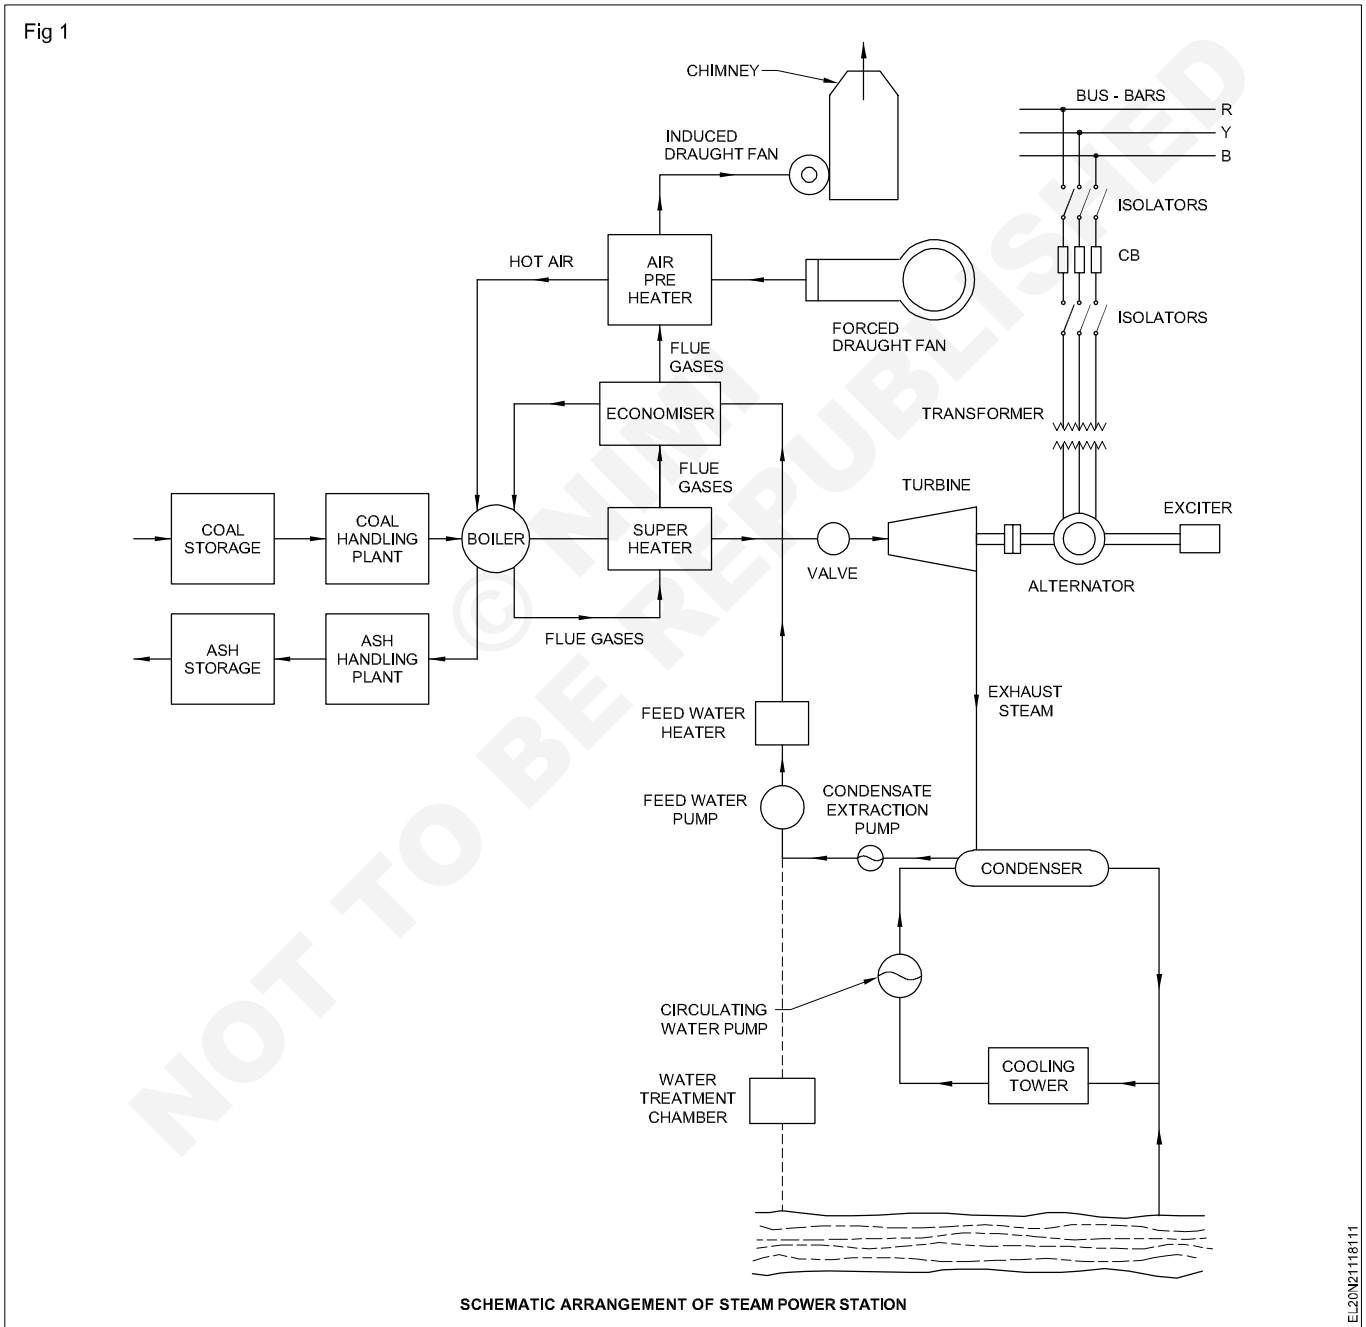 Fig 1
CHIMNEY
BUS - BARS
R
Y
B
INDUCED
DRAUGHT FAN
ISOLATORS
CB
HOT AIR
AIR
PRE
HEATER
FORCED
DRAUGHT FAN
ISOLATORS
FLUE
GASES
ECONOMISER
TRANSFORMER
FLUE
GASES
TURBINE
EXCITER
COAL
STORAGE
COAL
HANDLING
PLANT
BOILER
SUPER
HEATER
VALVE
ALTERNATOR
FLUE GASES
ASH
STORAGE
ASH
HANDLING
PLANT
EXHAUST
STEAM
FEED WATER
HEATER
FEED WATER
PUMP
CONDENSATE
EXTRACTION
PUMP
CONDENSER
CIRCULATING
WATER PUMP
COOLING
TOWER
WATER
TREATMENT
CHAMBER
SCHEMATIC ARRANGEMENT OF STEAM POWER STATION
EL20N21118111
© NIMI
NOT TO BE REPUBLISHED